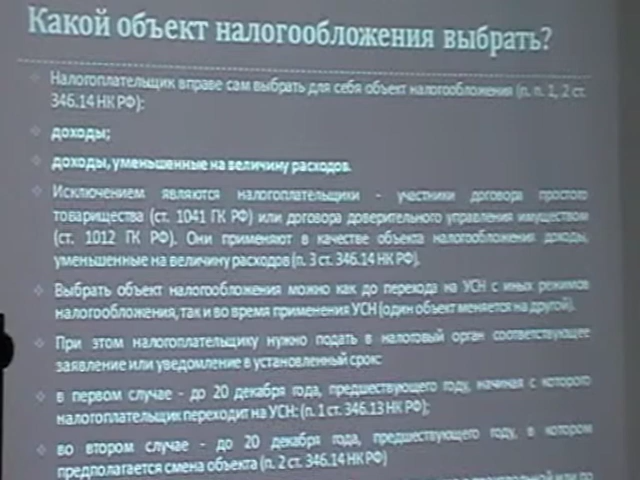 Какой объект налогообложения выбрать?
Налогоплательщик вправе сам выбрать для себя объект налогообложения (п. п. 1, 2 ст.
346.14 НК РФ):
доходы;
доходы, уменьшенные на величину расходов.
Исключением являются налогоплательщики - участники договора простого
товарищества (ст. 1041 ГК РФ) или договора доверительного управления имуществом
(ст. 1012 ГК РФ). Они применяют в качестве объекта налогообложения доходы,
уменьшенные на величину расходов (п. 3 ст. 346.14 НК РФ).
Выбрать объект налогообложения можно как до перехода на УСН с иных режимов
налогообложения, так и во время применения УСН (один объект меняется на другой).
При этом налогоплательщику нужно подать в налоговый орган соответствующее
заявление или уведомление в установленный срок:
в первом случае - до 20 декабря года, предшествующего году, начиная с которого
налогоплательщик переходит на УСН; (п. 1 ст. 346.13 НК РФ);
во втором случае - до 20 декабря года, предшествующего году, в котором
предполагается смена объекта (п. 2 ст. 346.14 НК РФ)